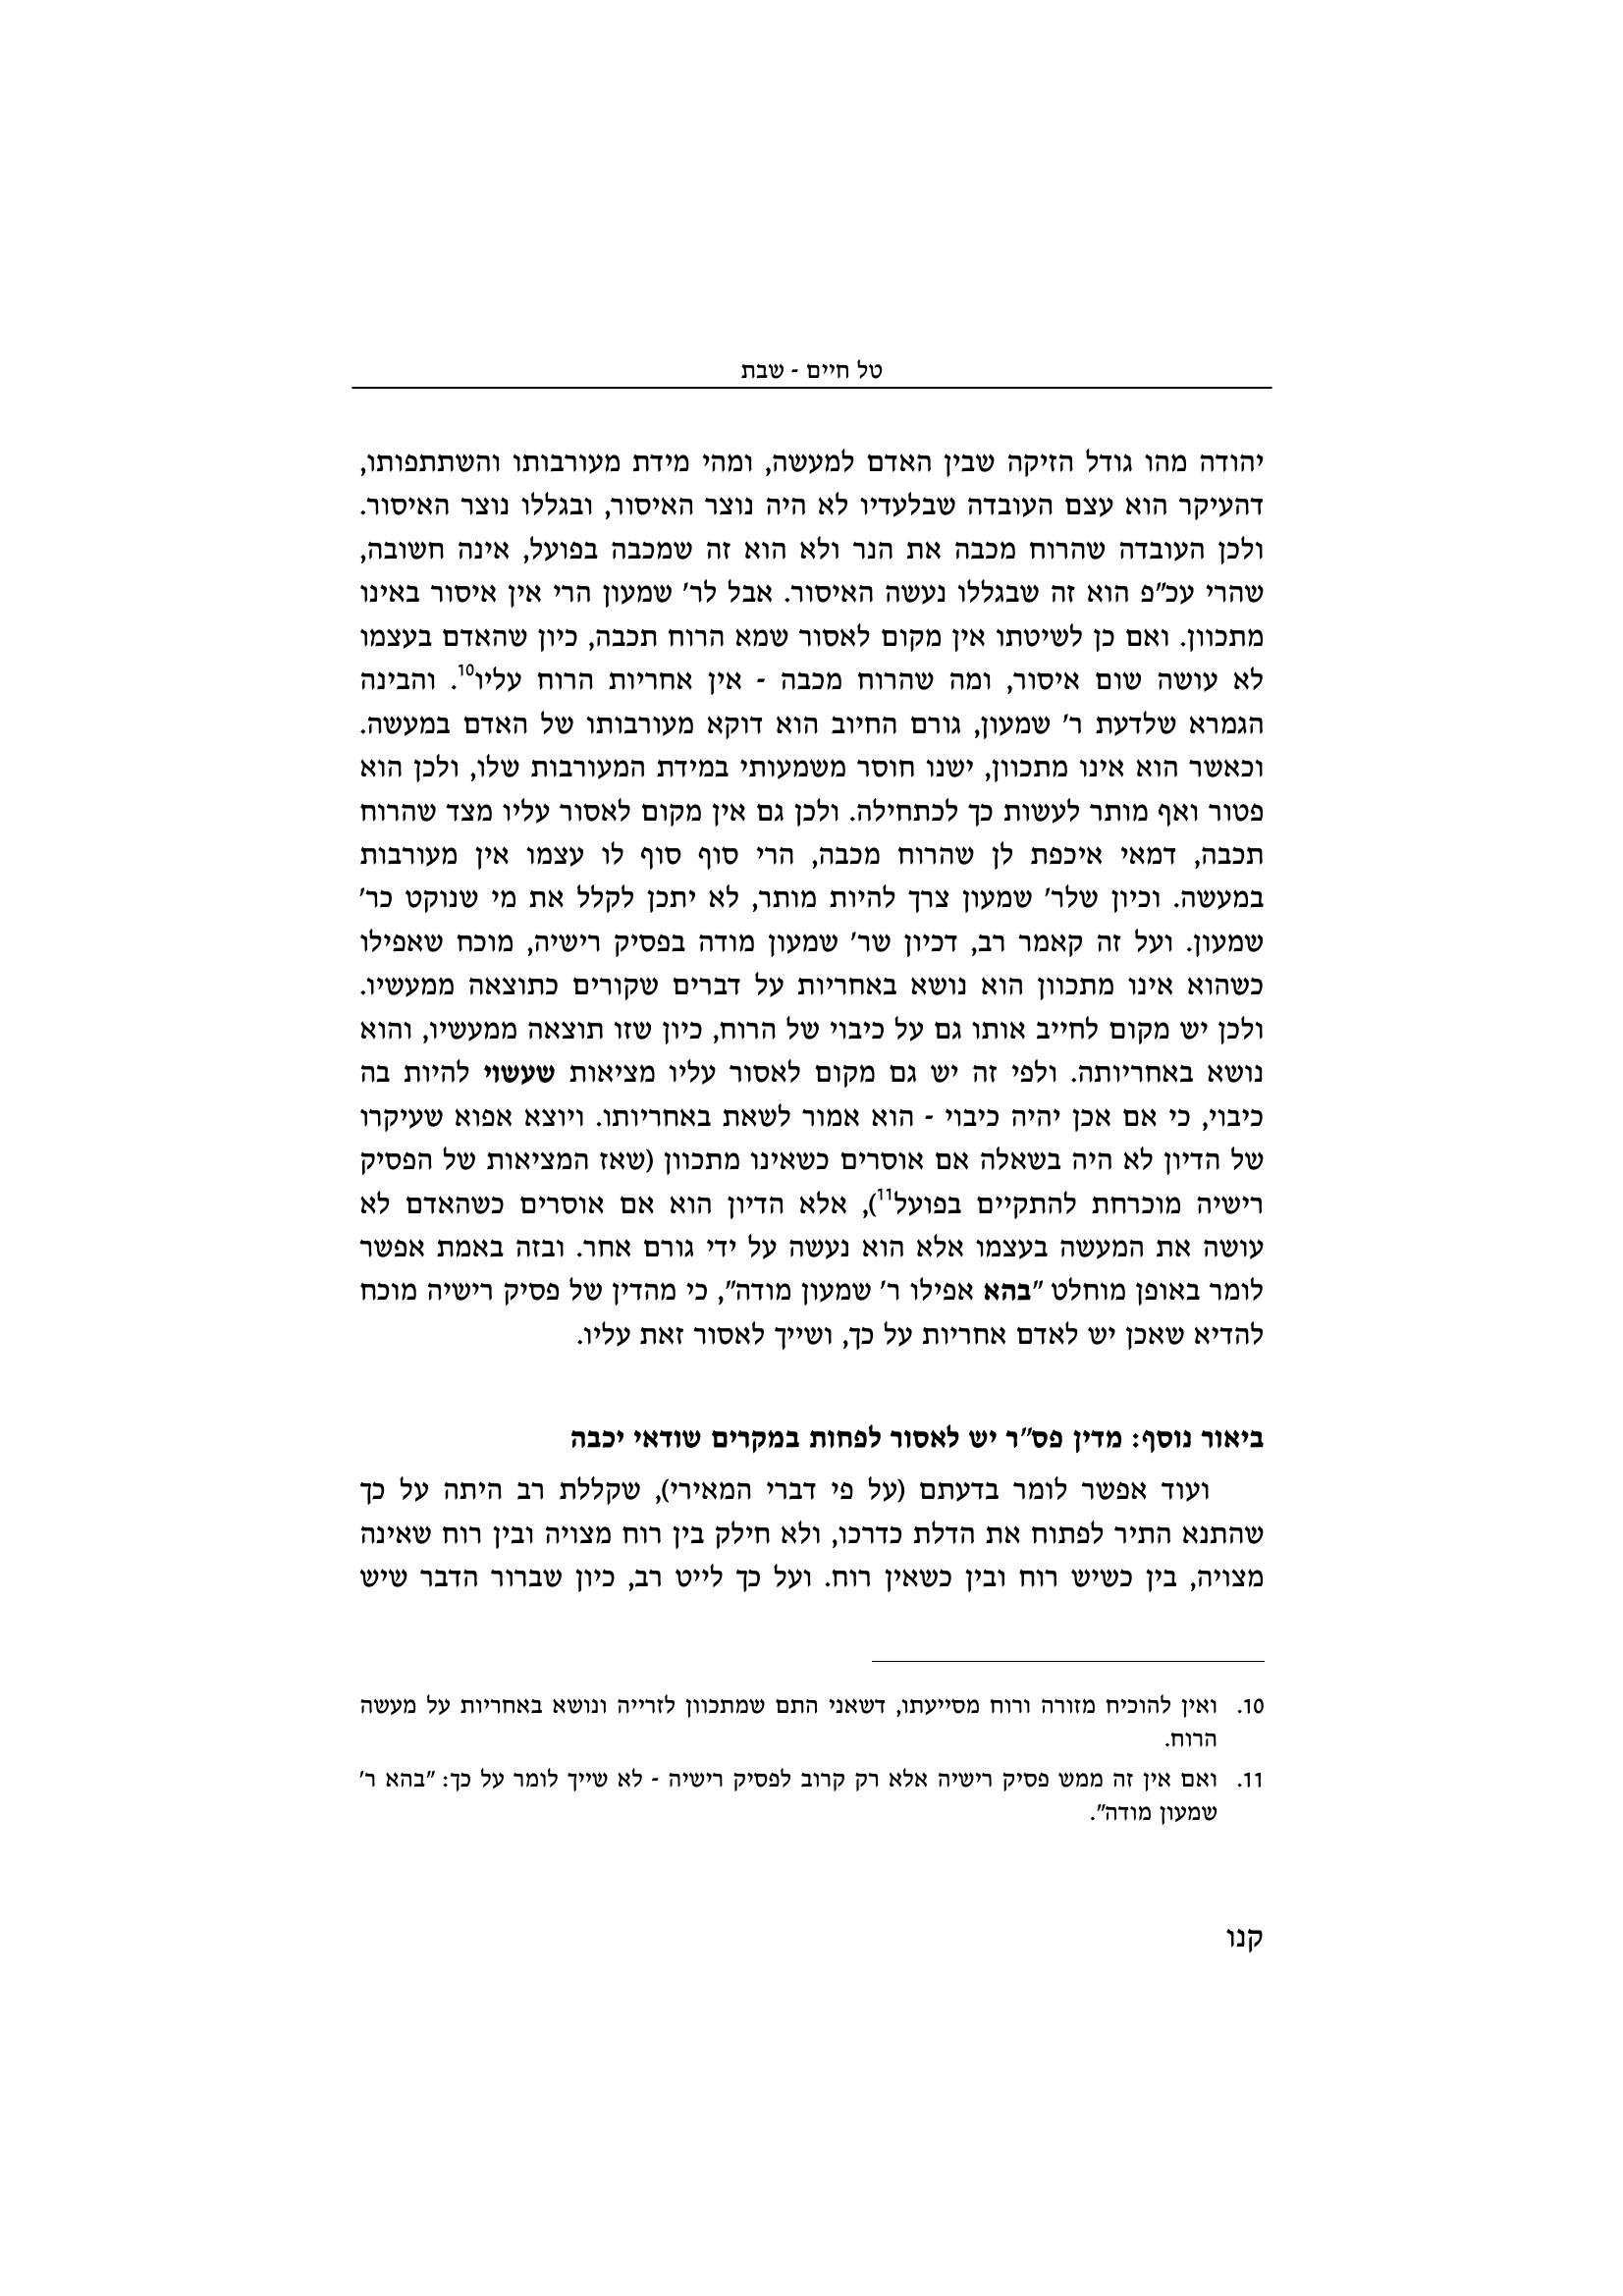 טל חיים - שבת
יהודה מהו גודל הזיקה שבין האדם למעשה, ומהי מידת מעורבותו והשתתפותו,
דהעיקר הוא עצם העובדה שבלעדיו לא היה נוצר האיסור, ובגללו נוצר האיסור.
ולכן העובדה שהרוח מכבה את הנר ולא הוא זה שמכבה בפועל, אינה חשובה,
שהרי עכ"פ הוא זה שבגללו נעשה האיסור. אבל לר' שמעון הרי אין איסור באינו
מתכוון. ואם כן לשיטתו אין מקום לאסור שמא הרוח תכבה, כיון שהאדם בעצמו
לא עושה שום איסור, ומה שהרוח מכבה - אין אחריות הרוח עליו10. והבינה
הגמרא שלדעת ר' שמעון, גורם החיוב הוא דוקא מעורבותו של האדם במעשה.
וכאשר הוא אינו מתכוון, ישנו חוסר משמעותי במידת המעורבות שלו, ולכן הוא
פטור ואף מותר לעשות כך לכתחילה. ולכן גם אין מקום לאסור עליו מצד שהרוח
תכבה, דמאי איכפת לן שהרוח מכבה, הרי סוף סוף לו עצמו אין מעורבות
במעשה. וכיון שלר' שמעון צרך להיות מותר, לא יתכן לקלל את מי שנוקט כר'
שמעון. ועל זה קאמר רב, דכיון שר' שמעון מודה בפסיק רישיה, מוכח שאפילו
כשהוא אינו מתכוון הוא נושא באחריות על דברים שקורים כתוצאה ממעשיו.
ולכן יש מקום לחייב אותו גם על כיבוי של הרוח, כיון שזו תוצאה ממעשיו, והוא
נושא באחריותה. ולפי זה יש גם מקום לאסור עליו מציאות שעשוי להיות בה
כיבוי, כי אם אכן יהיה כיבוי - הוא אמור לשאת באחריותו. ויוצא אפוא שעיקרו
של הדיון לא היה בשאלה אם אוסרים כשאינו מתכוון (שאז המציאות של הפסיק
רישיה מוכרחת להתקיים בפועל11), אלא הדיון הוא אם אוסרים כשהאדם לא
עושה את המעשה בעצמו אלא הוא נעשה על ידי גורם אחר. ובזה באמת אפשר
לומר באופן מוחלט "בהא אפילו ר' שמעון מודה", כי מהדין של פסיק רישיה מוכח
להדיא שאכן יש לאדם אחריות על כך, ושייך לאסור זאת עליו.
ביאור נוסף: מדין פס"ר יש לאסור לפחות במקרים שודאי יכבה
ועוד אפשר לומר בדעתם (על פי דברי המאירי), שקללת רב היתה על כך
שהתנא התיר לפתוח את הדלת כדרכו, ולא חילק בין רוח מצויה ובין רוח שאינה
מצויה, בין כשיש רוח ובין כשאין רוח. ועל כך לייט רב, כיון שברור הדבר שיש
10. ואין להוכיח מזורה ורוח מסייעתו, דשאני התם שמתכוון לזרייה ונושא באחריות על מעשה
הרוח.
11. ואם אין זה ממש פסיק רישיה אלא רק קרוב לפסיק רישיה - לא שייך לומר על כך: "בהא ר'
שמעון מודה".
קנו